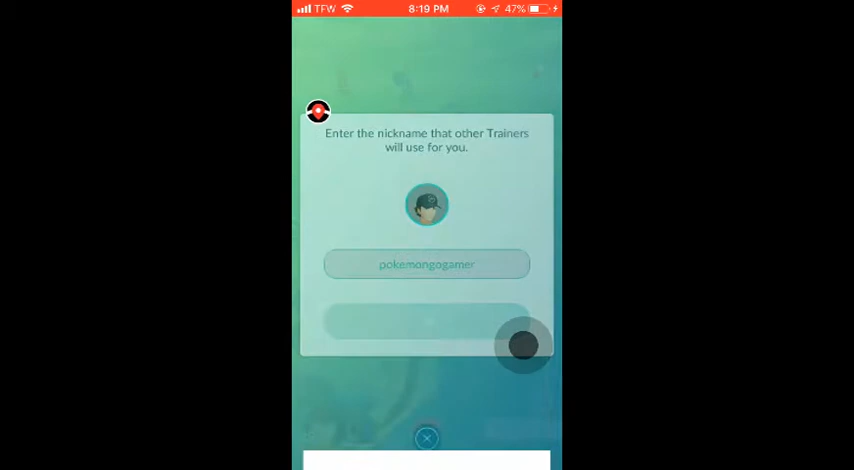 TFW 8:19 PM 47%
Enter the nickname that other Trainers
will use for you.
pokemongogamer